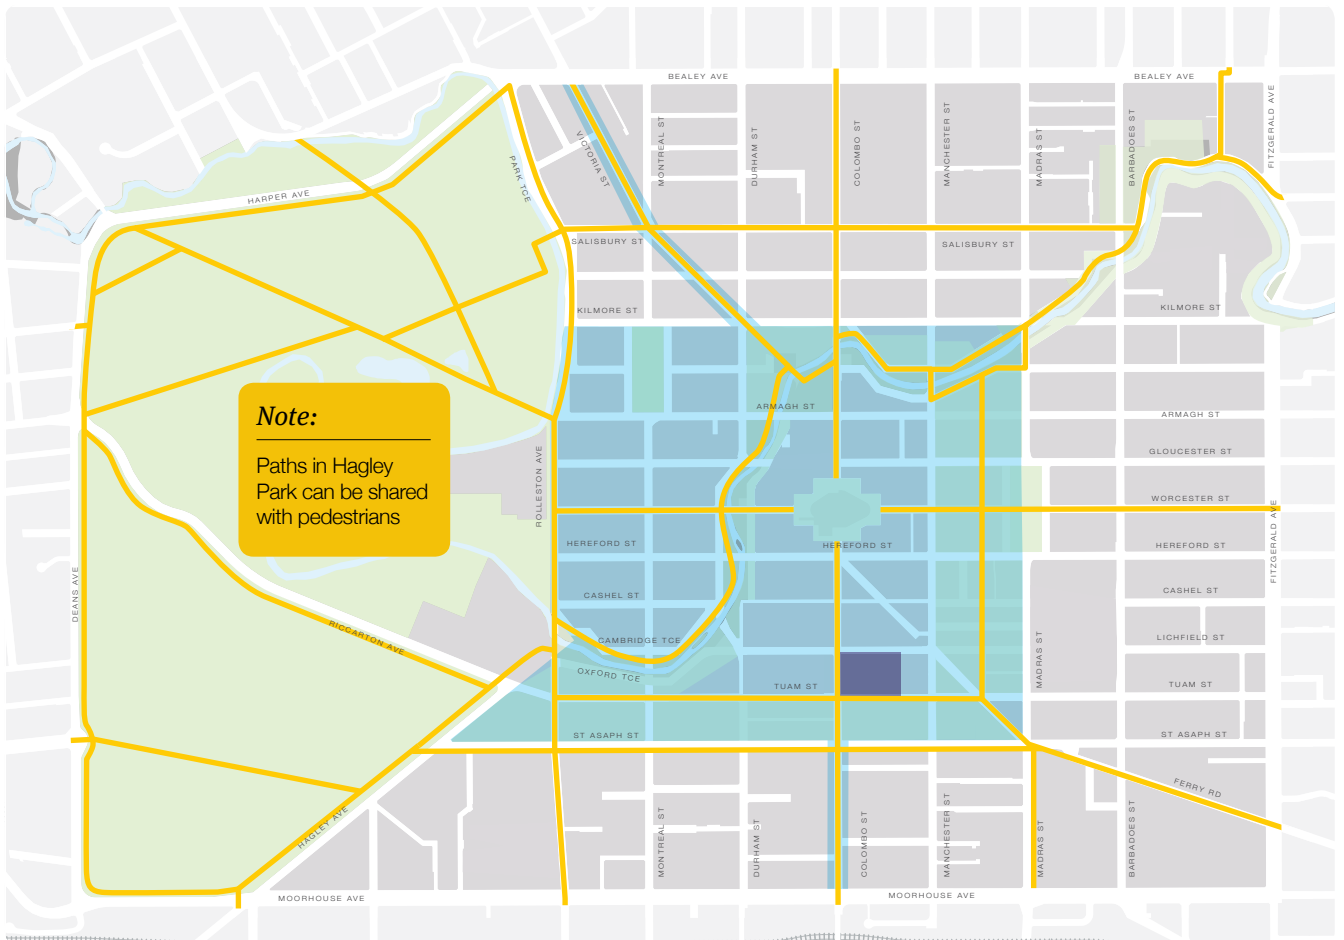 BEALEY AVE
BEALEY AVE
FITZGERALD AVE
PARK TCE
VICTORIA ST
MONTREAL ST
DURHAM ST
COLOMBO ST
MANCHESTER ST
MADRAS ST
BARBADOES ST
HARPER AVE
SALISBURY ST
SALISBURY ST
KILMORE ST
KILMORE ST
Note:
Paths in Hagley
Park can be shared
with pedestrians
ARMAGH ST
ARMAGH ST
GLOUCESTER ST
ROLLESTON AVE
WORCESTER ST
FITZGERALD AVE
HEREFORD ST
HEREFORD ST
HEREFORD ST
DEANS AVE
CASHEL ST
CASHEL ST
RICCARTON AVE
CAMBRIDGE TCE
LICHFIELD ST
MADRAS ST
OXFORD TCE
TUAM ST
TUAM ST
ST ASAPH ST
ST ASAPH ST
FERRY RD
HAGLEY AVE
MONTREAL ST
DURHAM ST
COLOMBO ST
MANCHESTER ST
MADRAS ST
BARBADOES ST
MOORHOUSE AVE
MOORHOUSE AVE